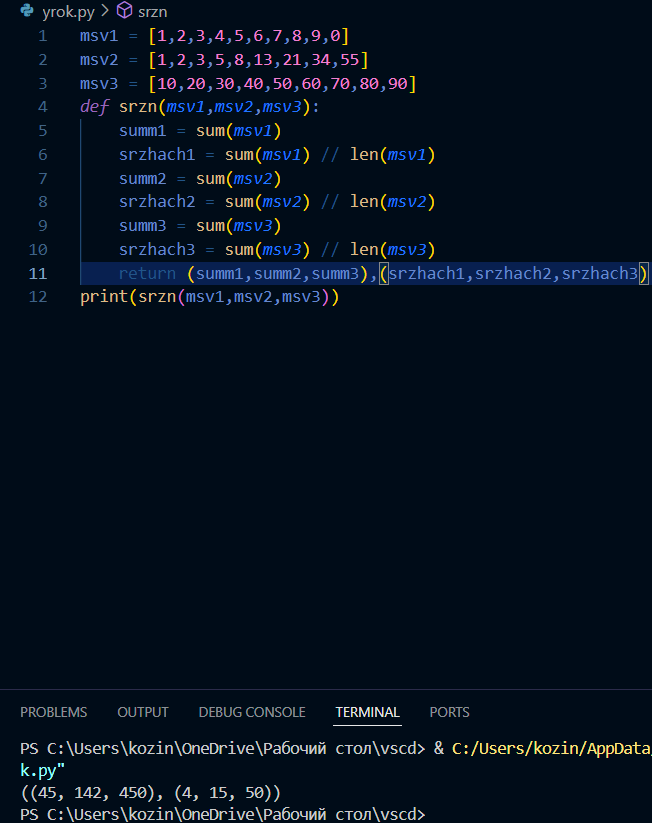 yrok.py > srzn
1 msv1 = [1,2,3,4,5,6,7,8,9,0]
2 msv2 = [1,2,3,5,8,13,21,34,55]
3 msv3 = [10,20,30,40,50,60,70,80,90]
4 def srzn(msv1,msv2,msv3):
5 summ1 = sum(msv1)
6 srzhach1 = sum(msv1) // len(msv1)
7 summ2 = sum(msv2)
8 srzhach2 = sum(msv2) // len(msv2)
9 summ3 = sum(msv3)
10 srzhach3 = sum(msv3) // len(msv3)
11 return (summ1,summ2,summ3),(srzhach1,srzhach2,srzhach3)
12 print(srzn(msv1,msv2,msv3))
PROBLEMS OUTPUT DEBUG CONSOLE TERMINAL PORTS
PS C:\Users\kozin\OneDrive\Рабочий стол\vscd> & C:/Users/kozin/AppData/
k.py"
((45, 142, 450), (4, 15, 50))
PS C:\Users\kozin\OneDrive\Рабочий стол\vscd>